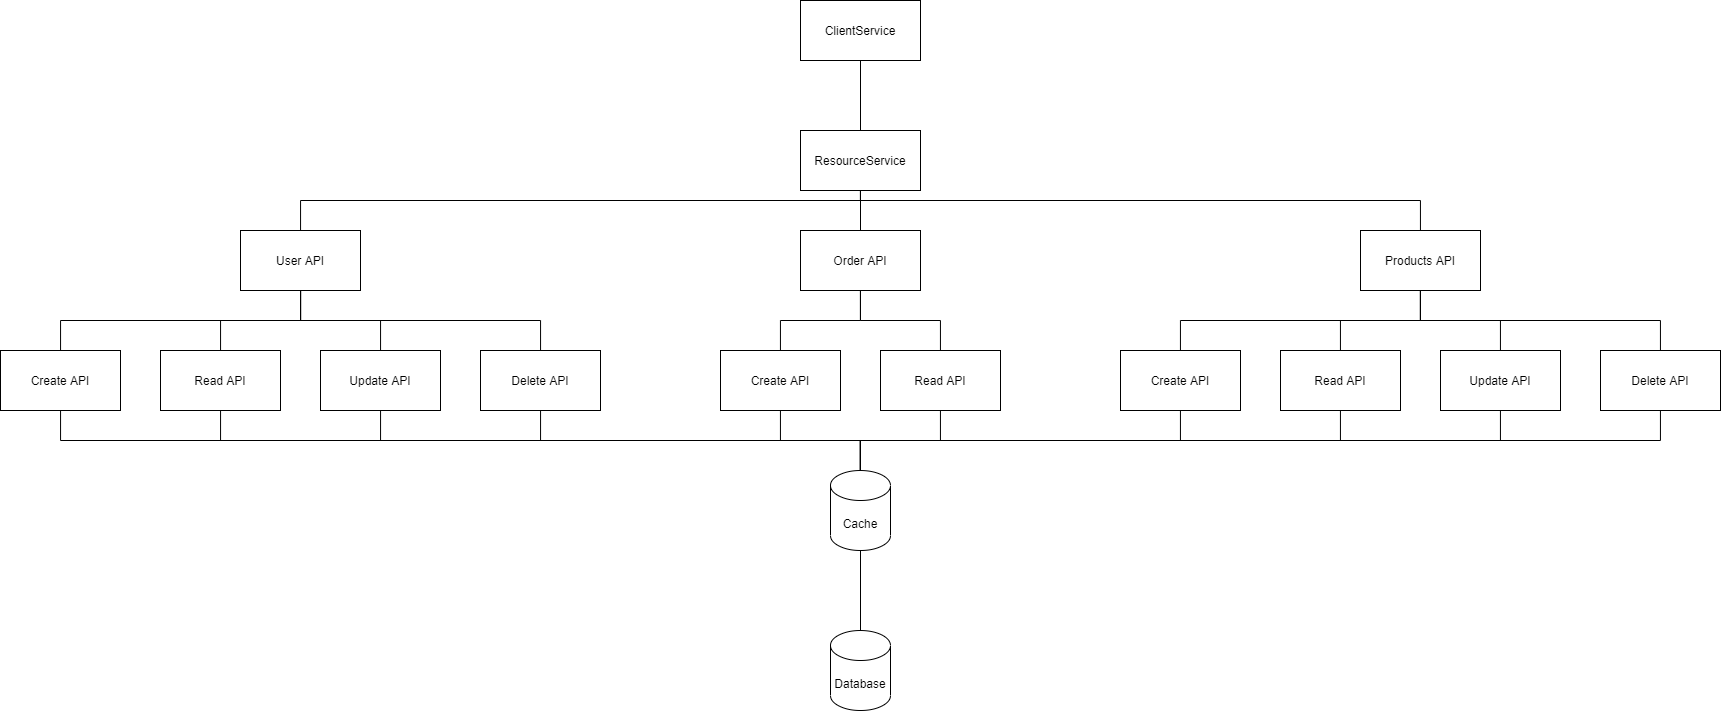 ClientService
ResourceService
User API
Order API
Products API
Create API
Read API
Update API
Delete API
Create API
Read API
Create API
Read API
Update API
Delete API
Cache
Database